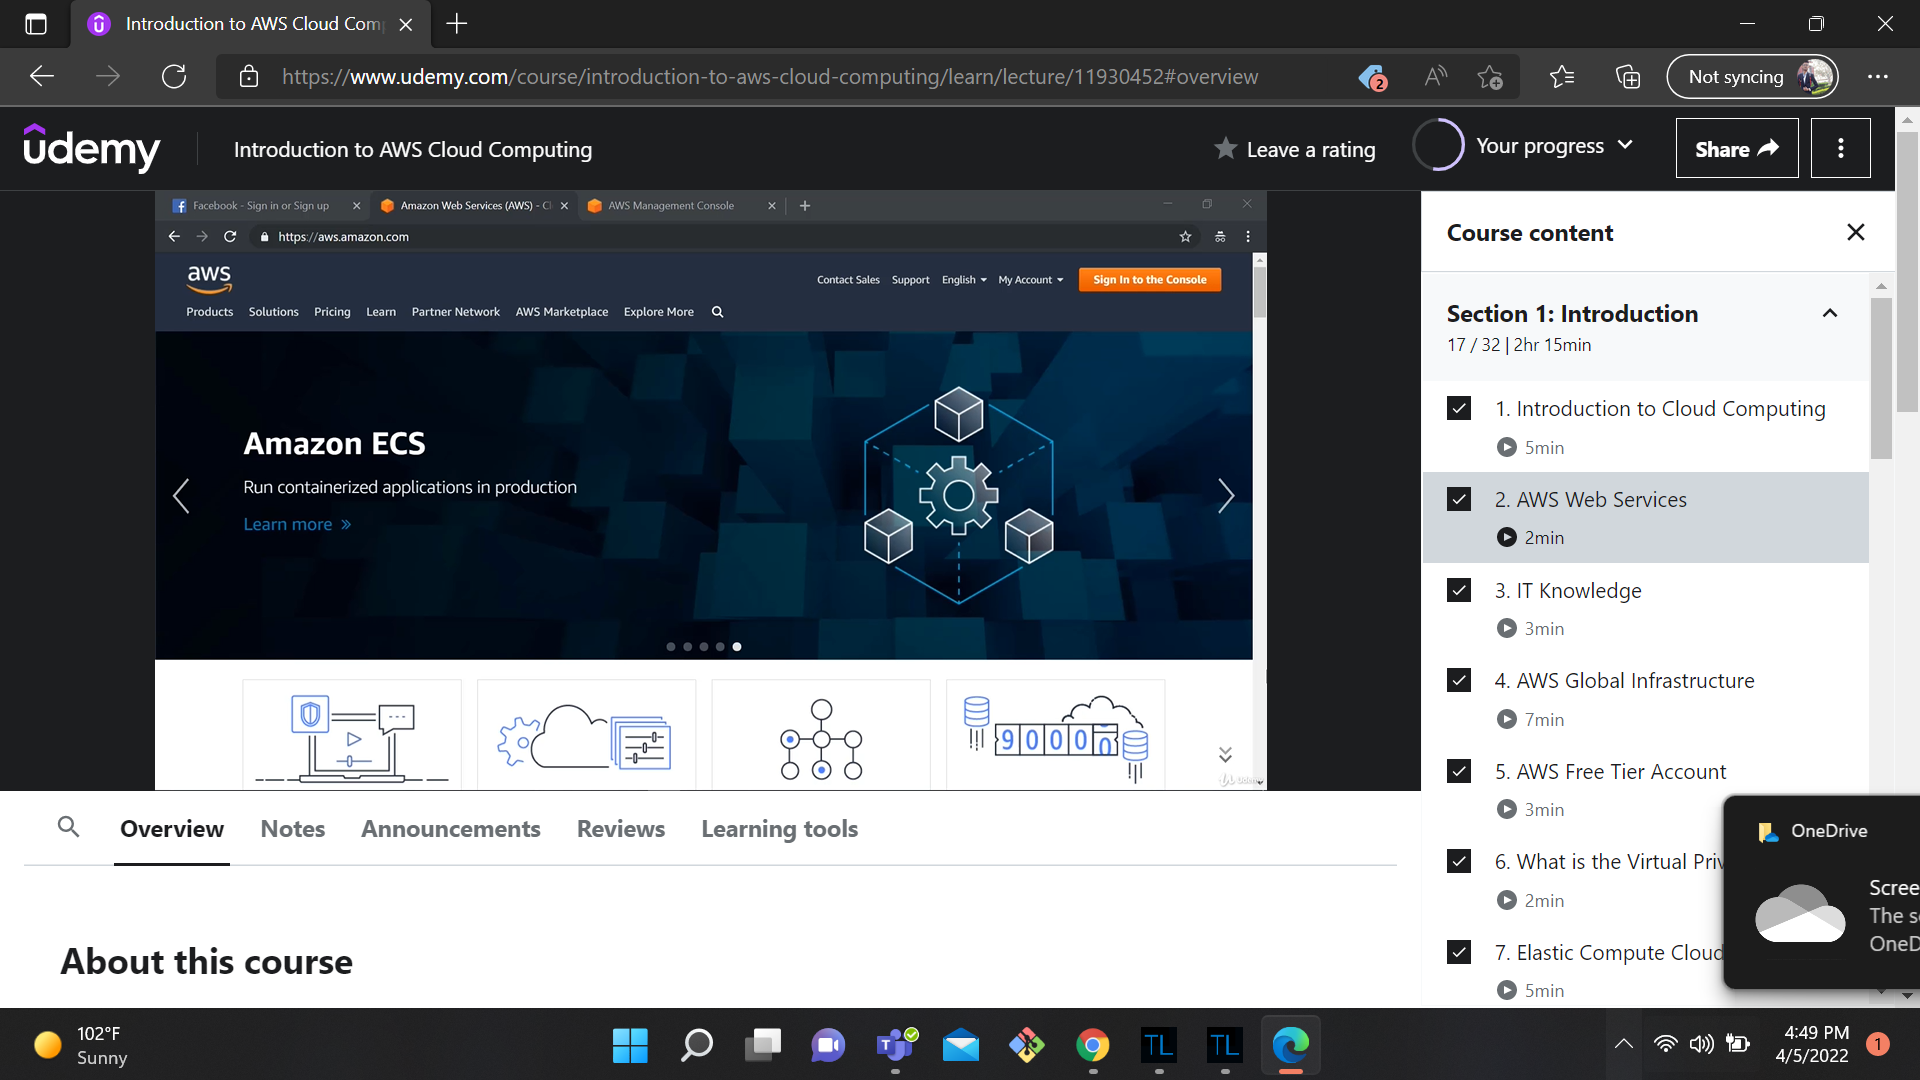 Introduction to AWS Cloud Com
https://www.udemy.com/course/introduction-to-aws-cloud-computing/learn/lecture/11930452#overview
2
Not syncing
udemy
Introduction to AWS Cloud Computing
Leave a rating
Your progress
Share
Facebook - Sign in or Sign up
Amazon Web Services (AWS) - Cl
AWS Management Console
https://aws.amazon.com
aws
Contact Sales Support English My Account Sign In to the Console
Products Solutions Pricing Learn Partner Network AWS Marketplace Explore More
Amazon ECS
Run containerized applications in production
Learn more »
90000
udemy
Course content
Section 1: Introduction
17 / 32 | 2hr 15min
1. Introduction to Cloud Computing
5min
2. AWS Web Services
2min
3. IT Knowledge
3min
4. AWS Global Infrastructure
7min
5. AWS Free Tier Account
3min
6. What is the Virtual Priv
2min
7. Elastic Compute Cloud
5min
Overview Notes Announcements Reviews Learning tools
About this course
OneDrive
Scree
The s
OneD
102°F
Sunny
TL
TL
4:49 PM
4/5/2022
1